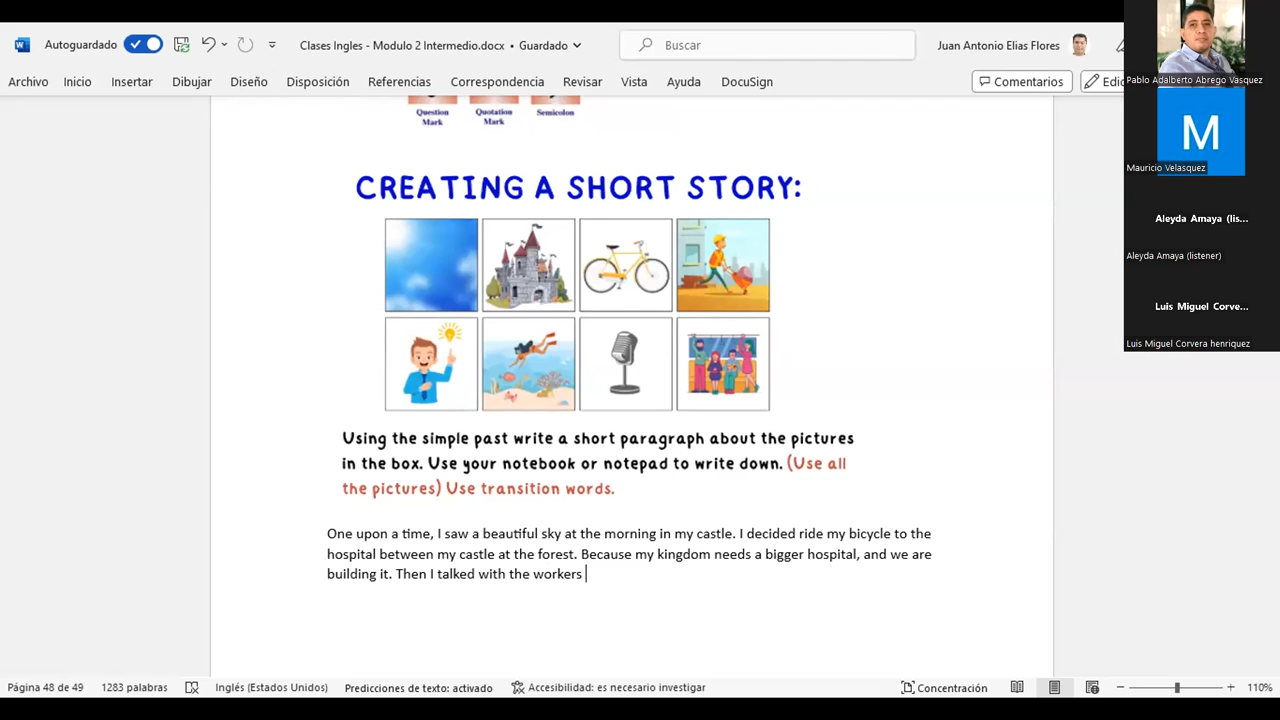 Autoguardado
Clases Ingles - Modulo 2 Intermedio.docx • Guardado
Buscar
Juan Antonio Elias Flores
Archivo Inicio Insertar Dibujar Diseño Disposición Referencias Correspondencia Revisar Vista Ayuda DocuSign
Comentarios
Edic
Question Mark
Quotation Mark
Semicolon
CREATING A SHORT STORY:
Using the simple past write a short paragraph about the pictures
in the box. Use your notebook or notepad to write down. (Use all
the pictures) Use transition words.
One upon a time, I saw a beautiful sky at the morning in my castle. I decided ride my bicycle to the
hospital between my castle at the forest. Because my kingdom needs a bigger hospital, and we are
building it. Then I talked with the workers
Pablo Adalberto Abrego Vasquez
M
Mauricio Velasquez
Aleyda Amaya (lis...
Aleyda Amaya (listener)
Luis Miguel Corve...
Luis Miguel Corvera henriquez
Página 48 de 49 1283 palabras Inglés (Estados Unidos) Predicciones de texto: activado Accesibilidad: es necesario investigar
Concentración
110%